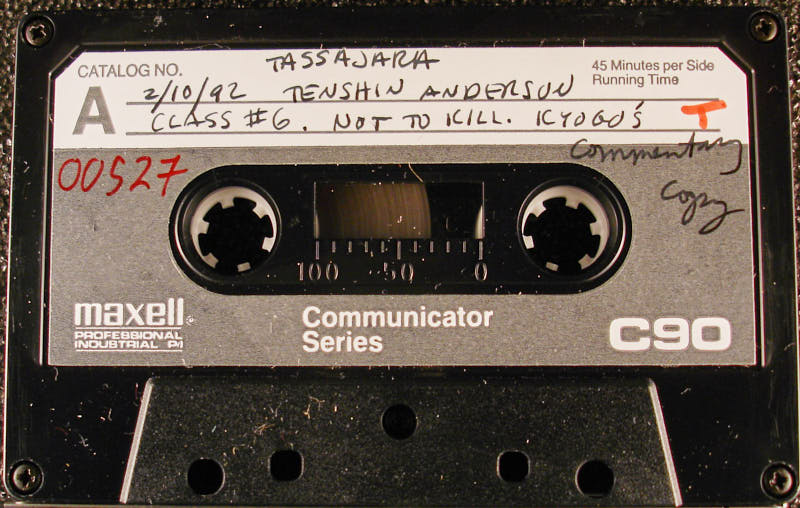 CATALOG NO. TASSAJARA
45 Minutes per Side
Running Time
A 2/10/92 TENSHIN ANDERSON
CLASS #6. NOT TO KILL. KYOGO'S T
Commentary
Copy
00527
100 50 0
maxell
PROFESSIONAL
INDUSTRIAL P/I
Communicator
Series
C90